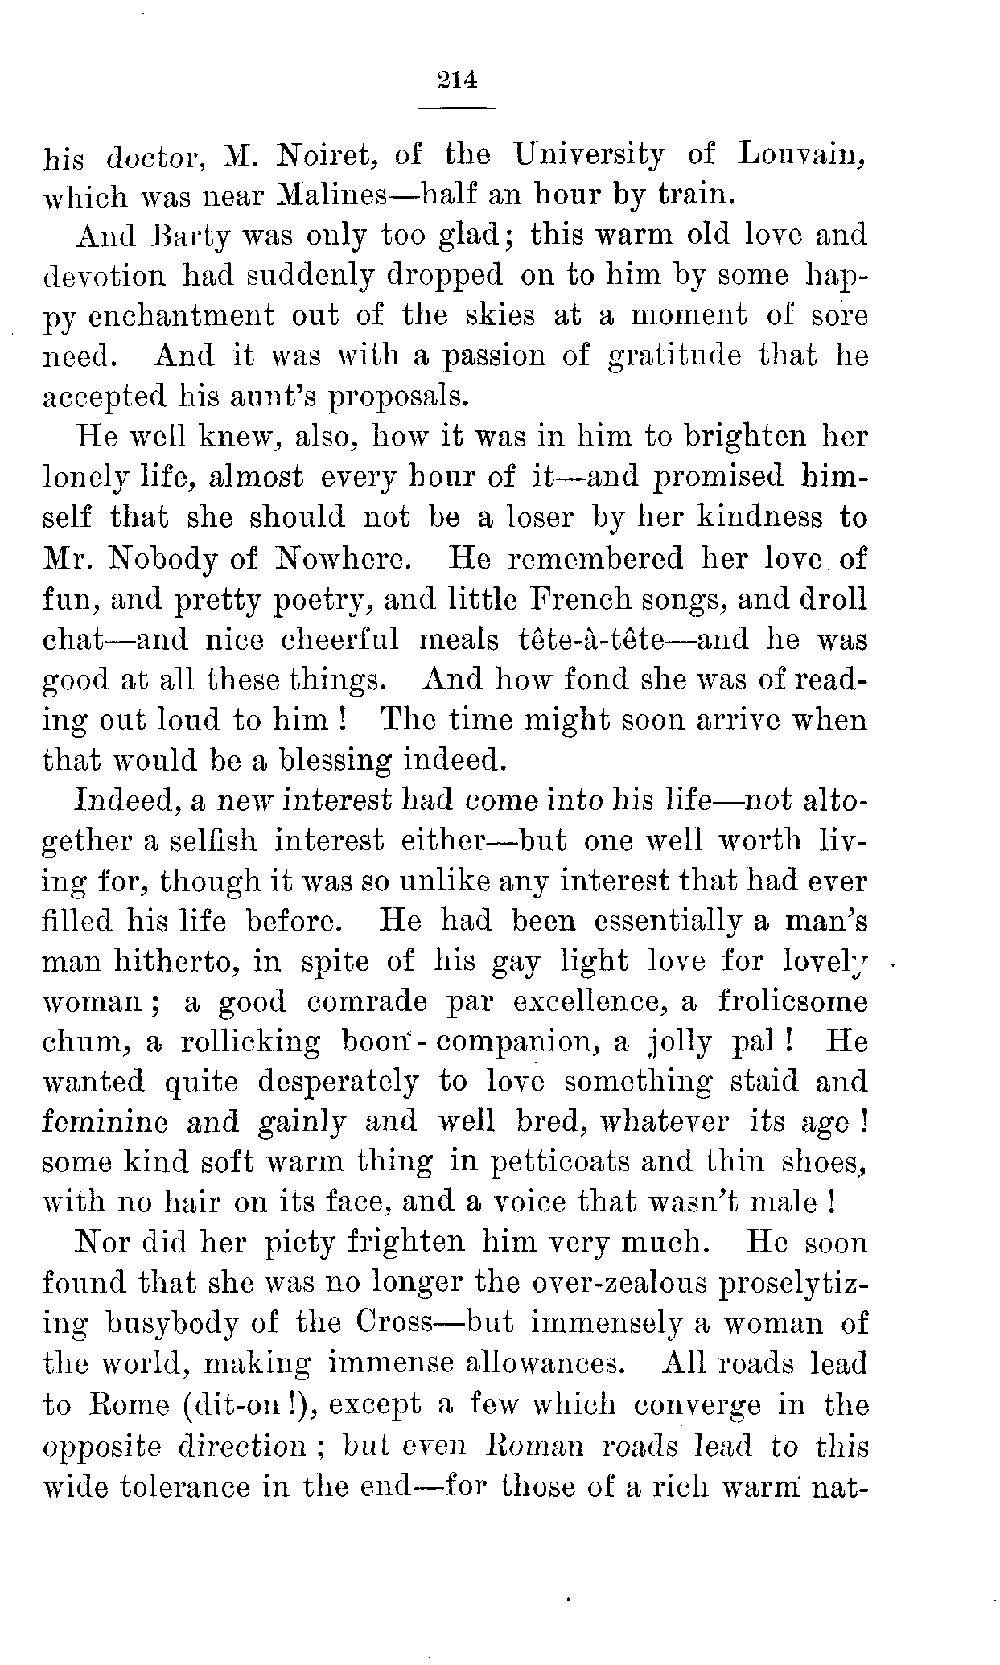 214
his doctor, M. Noiret, of the University of Louvain,
which was near Malines—half an hour by train.
And Barty was only too glad; this warm old love and
devotion had suddenly dropped on to him by some hap-
py enchantment out of the skies at a moment of sore
need. And it was with a passion of gratitude that he
accepted his aunt's proposals.
He well knew, also, how it was in him to brighten her
lonely life, almost every hour of it—and promised him-
self that she should not be a loser by her kindness to
Mr. Nobody of Nowhere. He remembered her love of
fun, and pretty poetry, and little French songs, and droll
chat—and nice cheerful meals tête-à-tête—and he was
good at all these things. And how fond she was of read-
ing out loud to him! The time might soon arrive when
that would be a blessing indeed.
Indeed, a new interest had come into his life—not alto-
gether a selfish interest either—but one well worth liv-
ing for, though it was so unlike any interest that had ever
filled his life before. He had been essentially a man's
man hitherto, in spite of his gay light love for lovely
woman; a good comrade par excellence, a frolicsome
chum, a rollicking boon-companion, a jolly pal! He
wanted quite desperately to love something staid and
feminine and gainly and well bred, whatever its age!
some kind soft warm thing in petticoats and thin shoes,
with no hair on its face, and a voice that wasn't male!
Nor did her piety frighten him very much. He soon
found that she was no longer the over-zealous proselytiz-
ing busybody of the Cross—but immensely a woman of
the world, making immense allowances. All roads lead
to Rome (dit-on!), except a few which converge in the
opposite direction; but even Roman roads lead to this
wide tolerance in the end—for those of a rich warm nat-